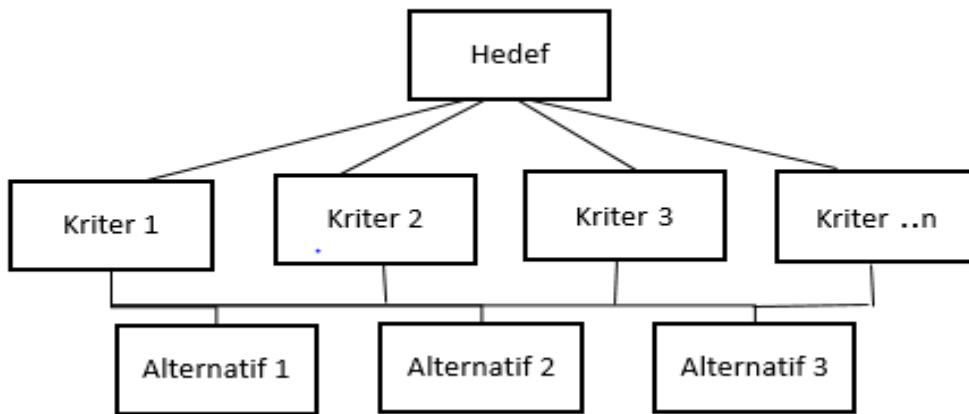 Hedef
Kriter 1
Kriter 2
Kriter 3
Kriter ..n
Alternatif 1
Alternatif 2
Alternatif 3